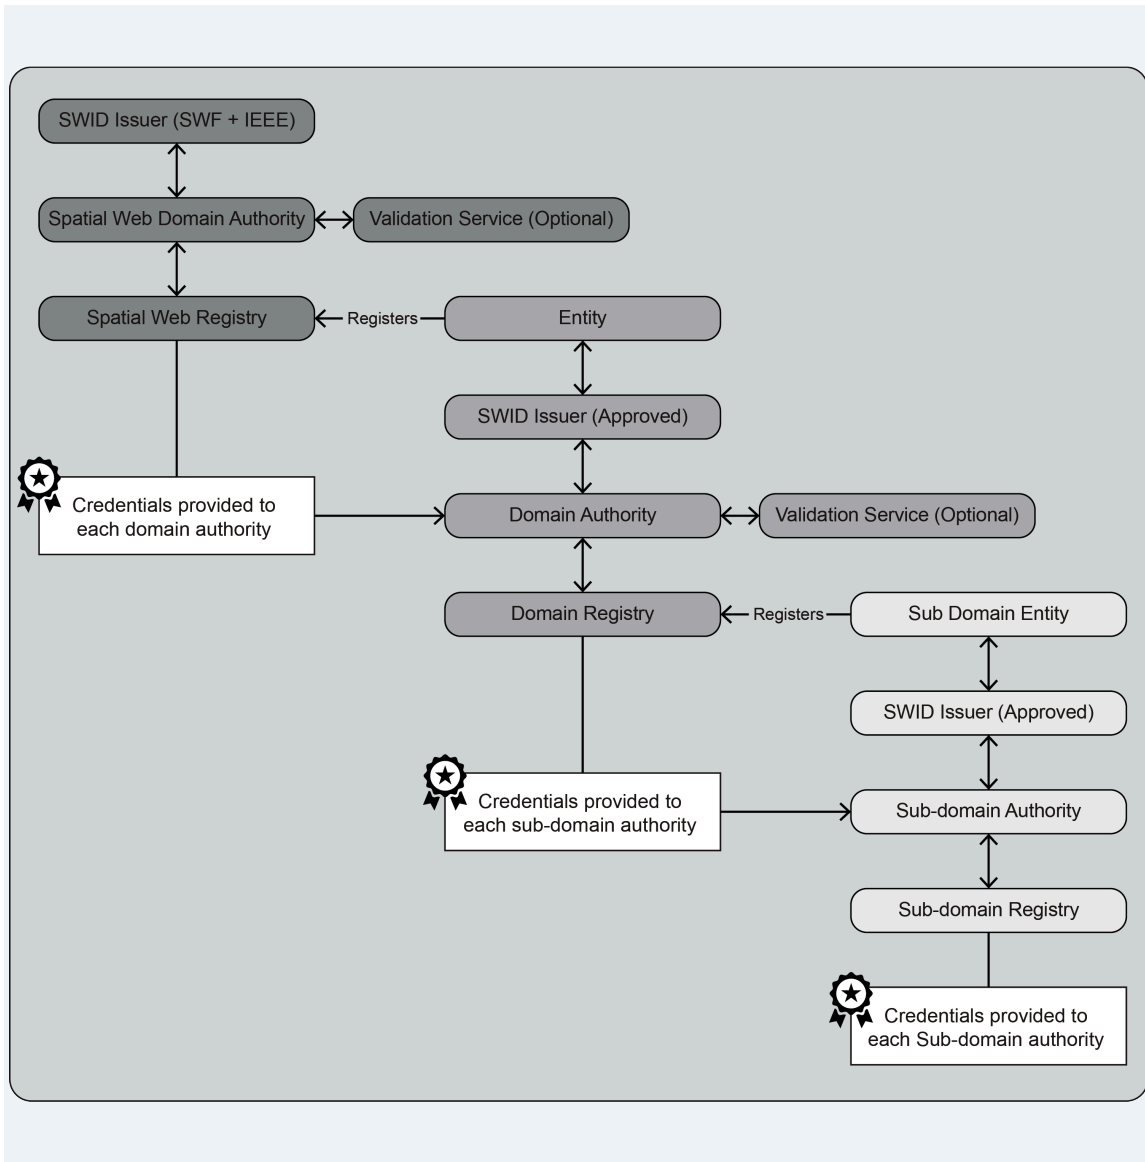 SWID Issuer (SWF + IEEE)
Spatial Web Domain Authority
Validation Service (Optional)
Spatial Web Registry
Registers
Entity
SWID Issuer (Approved)
Credentials provided to
each domain authority
Domain Authority
Validation Service (Optional)
Domain Registry
Registers
Sub Domain Entity
SWID Issuer (Approved)
Credentials provided to
each sub-domain authority
Sub-domain Authority
Sub-domain Registry
Credentials provided to
each Sub-domain authority